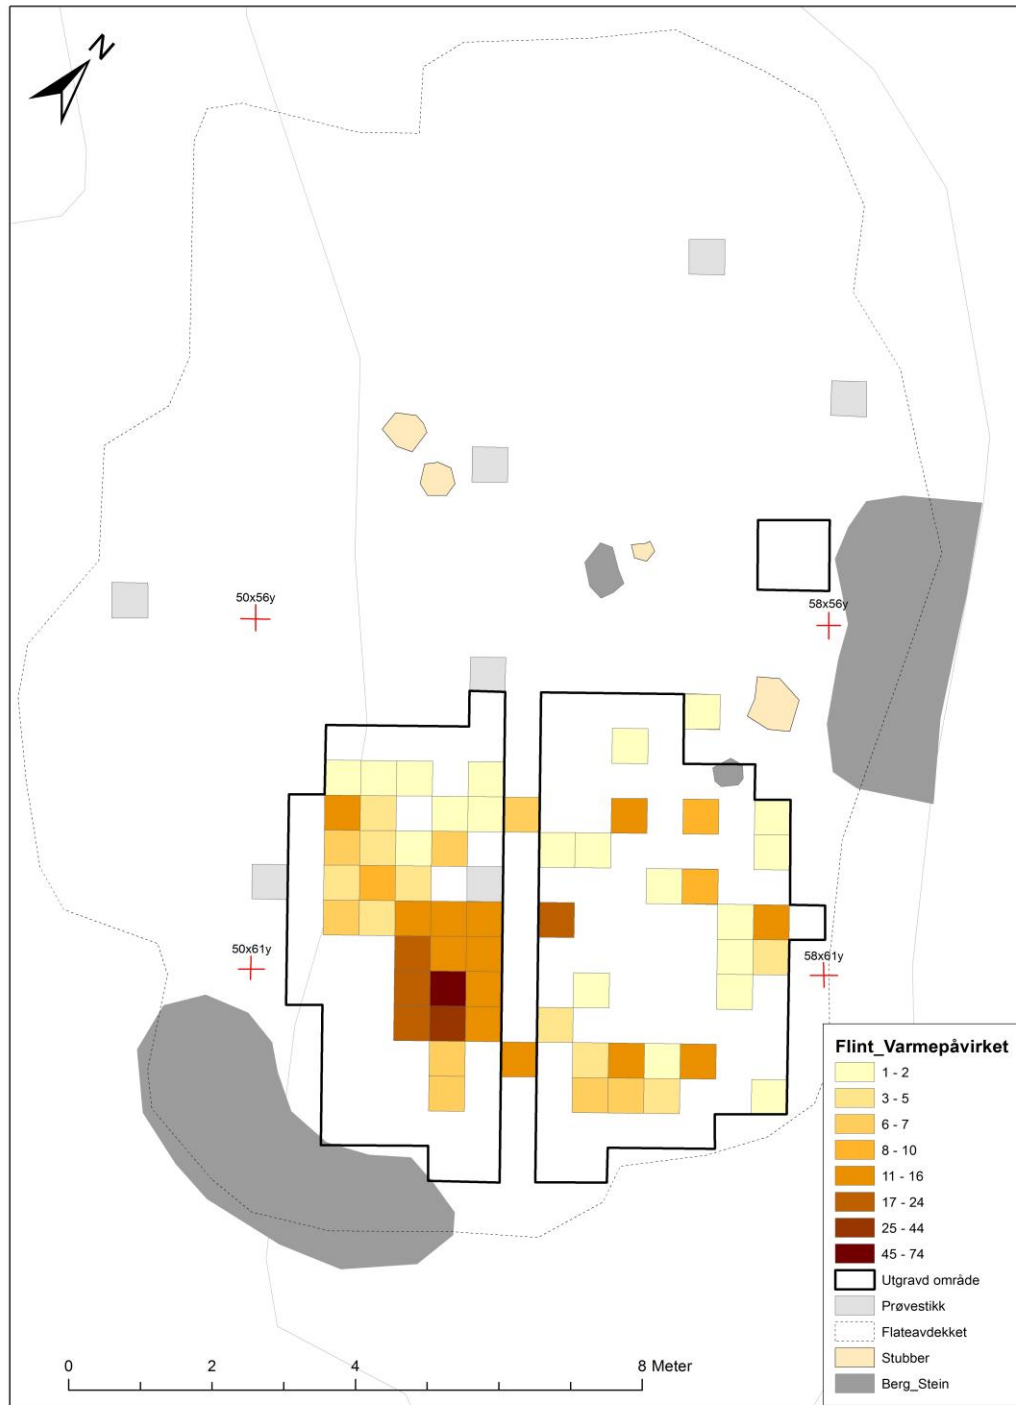 N
50x56y
58x56y
50x61y
58x61y
Flint_Varmepåvirket
1 - 2
3 - 5
6 - 7
8 - 10
11 - 16
17 - 24
25 - 44
45 - 74
Utgravd område
Prøvestikk
Flateavdekket
Stubber
Berg_Stein
0 2 4 8 Meter